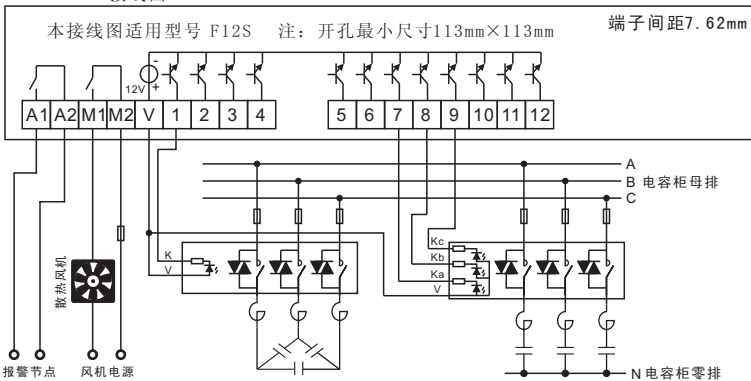 本接线图适用型号 F12S 注：开孔最小尺寸113mm×113mm
端子间距7.62mm
12V
-
+
A1 A2 M1 M2 V 1 2 3 4
5 6 7 8 9 10 11 12
A
B 电容柜母排
C
K
V
Kc
Kb
Ka
V
散热风机
报警节点
风机电源
N 电容柜零排